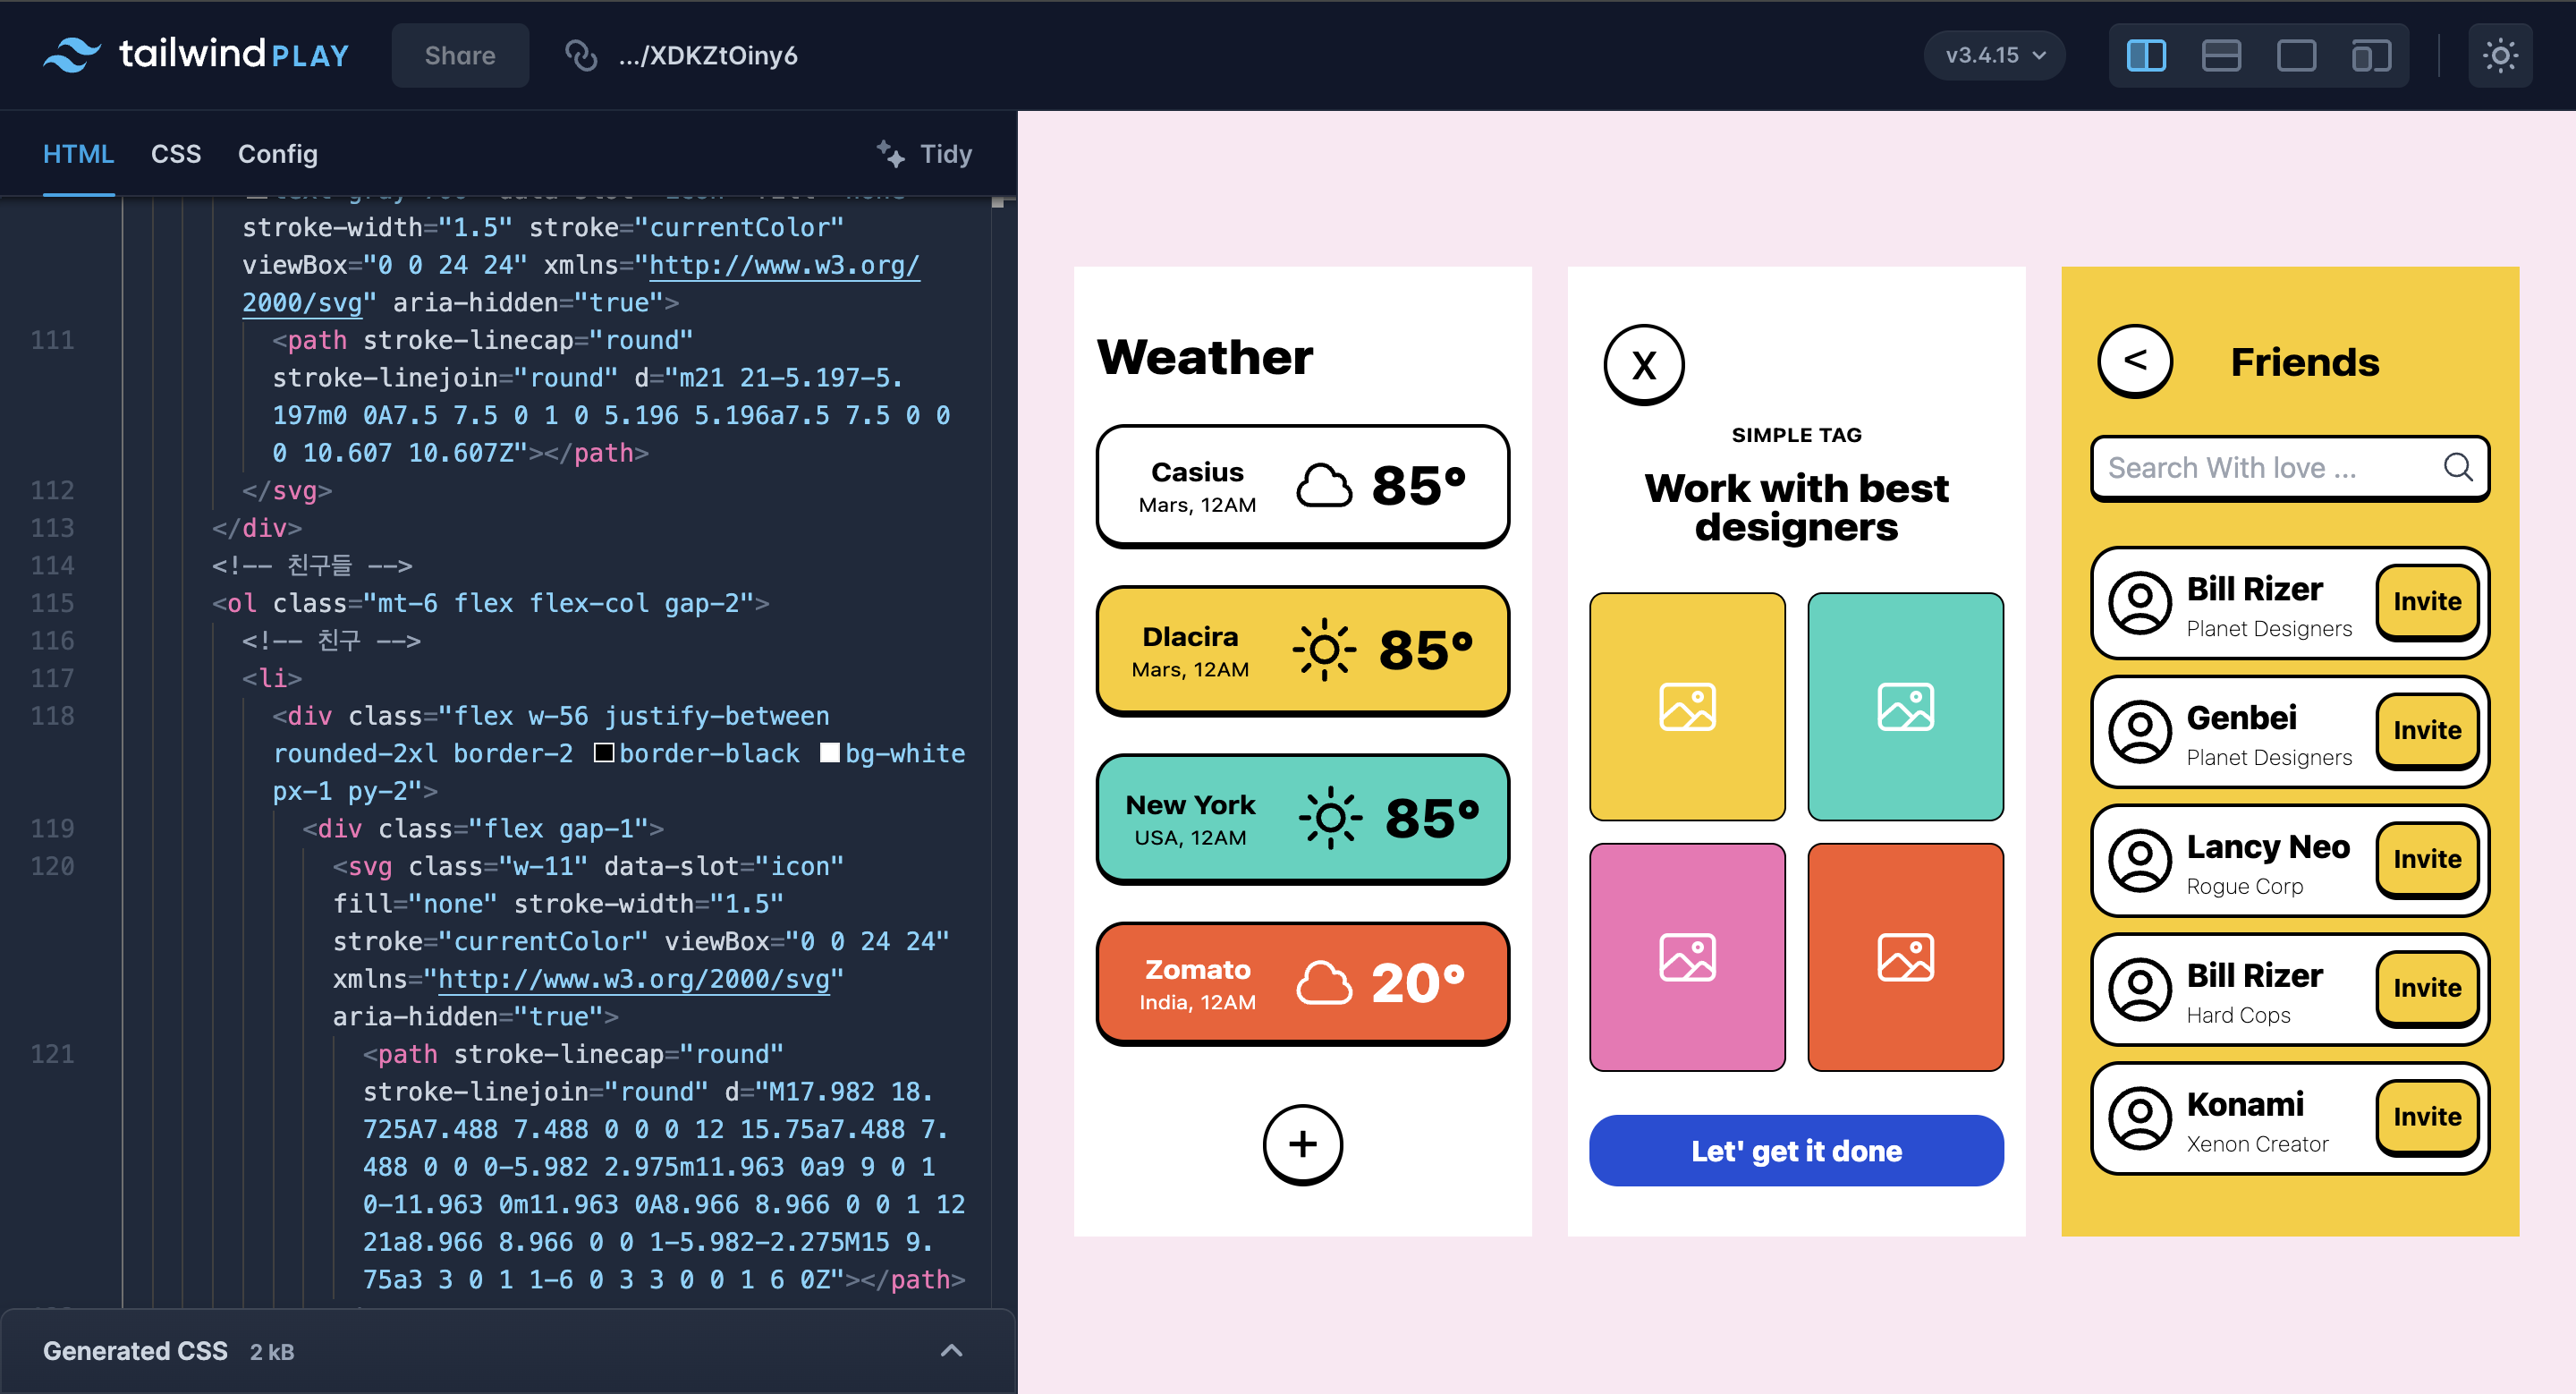 tailwind PLAY
Share
.../XDKZtOiny6
v3.4.15
HTML
CSS
Config
Tidy
stroke-width="1.5" stroke="currentColor"
viewBox="0 0 24 24" xmlns="http://www.w3.org/
2000/svg" aria-hidden="true">
111 <path stroke-linecap="round"
stroke-linejoin="round" d="m21 21-5.197-5.
197m0 0A7.5 7.5 0 1 0 5.196 5.196a7.5 7.5 0 0
0 10.607 10.607Z"></path>
112 </svg>
113 </div>
114 <!-- 친구들 -->
115 <ol class="mt-6 flex flex-col gap-2">
116 <!-- 친구 -->
117 <li>
118 <div class="flex w-56 justify-between
rounded-2xl border-2 border-black bg-white
px-1 py-2">
119 <div class="flex gap-1">
120 <svg class="w-11" data-slot="icon"
fill="none" stroke-width="1.5"
stroke="currentColor" viewBox="0 0 24 24"
xmlns="http://www.w3.org/2000/svg"
aria-hidden="true">
121 <path stroke-linecap="round"
stroke-linejoin="round" d="M17.982 18.
725A7.488 7.488 0 0 0 12 15.75a7.488 7.
488 0 0 0-5.982 2.975m11.963 0a9 9 0 1
0-11.963 0m11.963 0A8.966 8.966 0 0 1 12
21a8.966 8.966 0 0 1-5.982-2.275M15 9.
75a3 3 0 1 1-6 0 3 3 0 0 1 6 0Z"></path>
Generated CSS 2 kB
Weather
Casius
Mars, 12AM
85°
Dlacira
Mars, 12AM
85°
New York
USA, 12AM
85°
Zomato
India, 12AM
20°
+
X
SIMPLE TAG
Work with best
designers
Let' get it done
<
Friends
Search With love ...
Bill Rizer
Planet Designers
Invite
Genbei
Planet Designers
Invite
Lancy Neo
Rogue Corp
Invite
Bill Rizer
Hard Cops
Invite
Konami
Xenon Creator
Invite